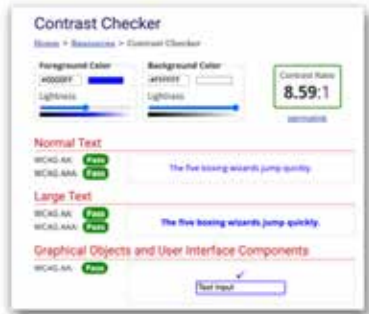 Contrast Checker
Home > Resources > Contrast Checker
Foreground Color
#0000FF
Lightness
Background Color
#FFFFFF
Lightness
Contrast Ratio
8.59:1
permalink
Normal Text
WCAG AA: Pass
WCAG AAA: Pass
The five boxing wizards jump quickly.
Large Text
WCAG AA: Pass
WCAG AAA: Pass
The five boxing wizards jump quickly.
Graphical Objects and User Interface Components
WCAG AA: Pass
Text Input